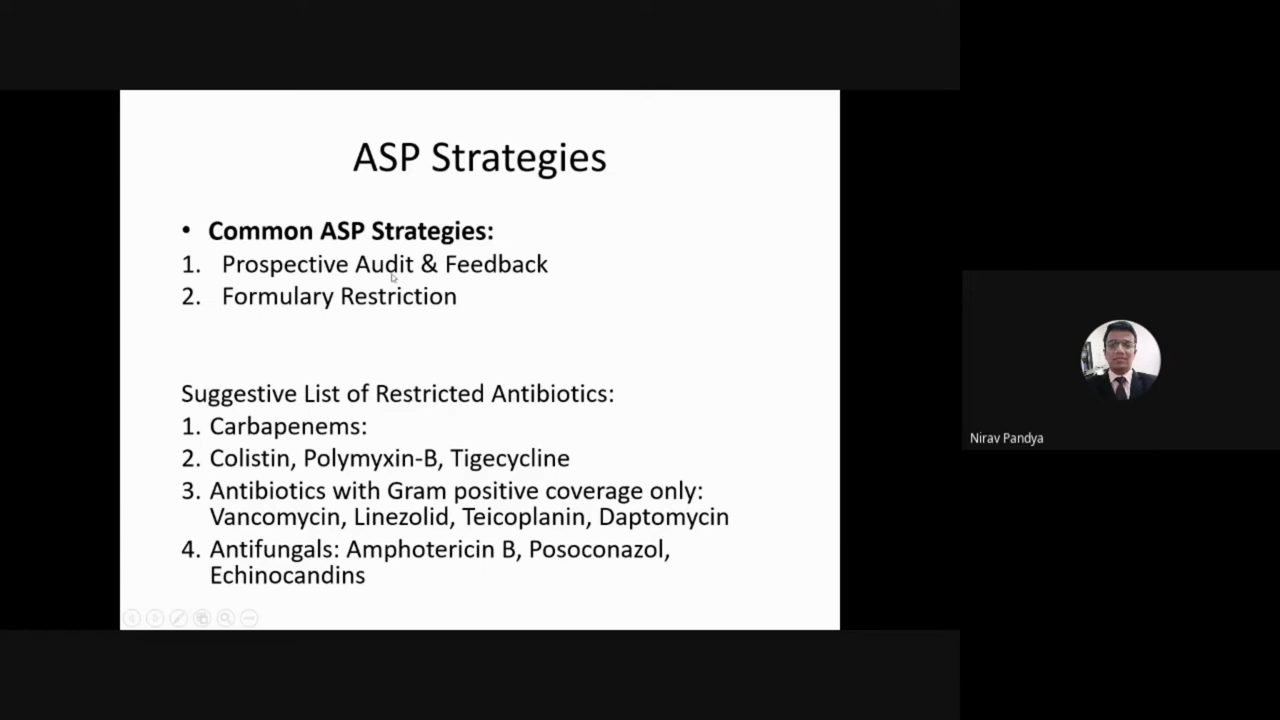 ASP Strategies
• Common ASP Strategies:
1. Prospective Audit & Feedback
2. Formulary Restriction
Suggestive List of Restricted Antibiotics:
1. Carbapenems:
2. Colistin, Polymyxin-B, Tigecycline
3. Antibiotics with Gram positive coverage only:
Vancomycin, Linezolid, Teicoplanin, Daptomycin
4. Antifungals: Amphotericin B, Posoconazol,
Echinocandins
Nirav Pandya